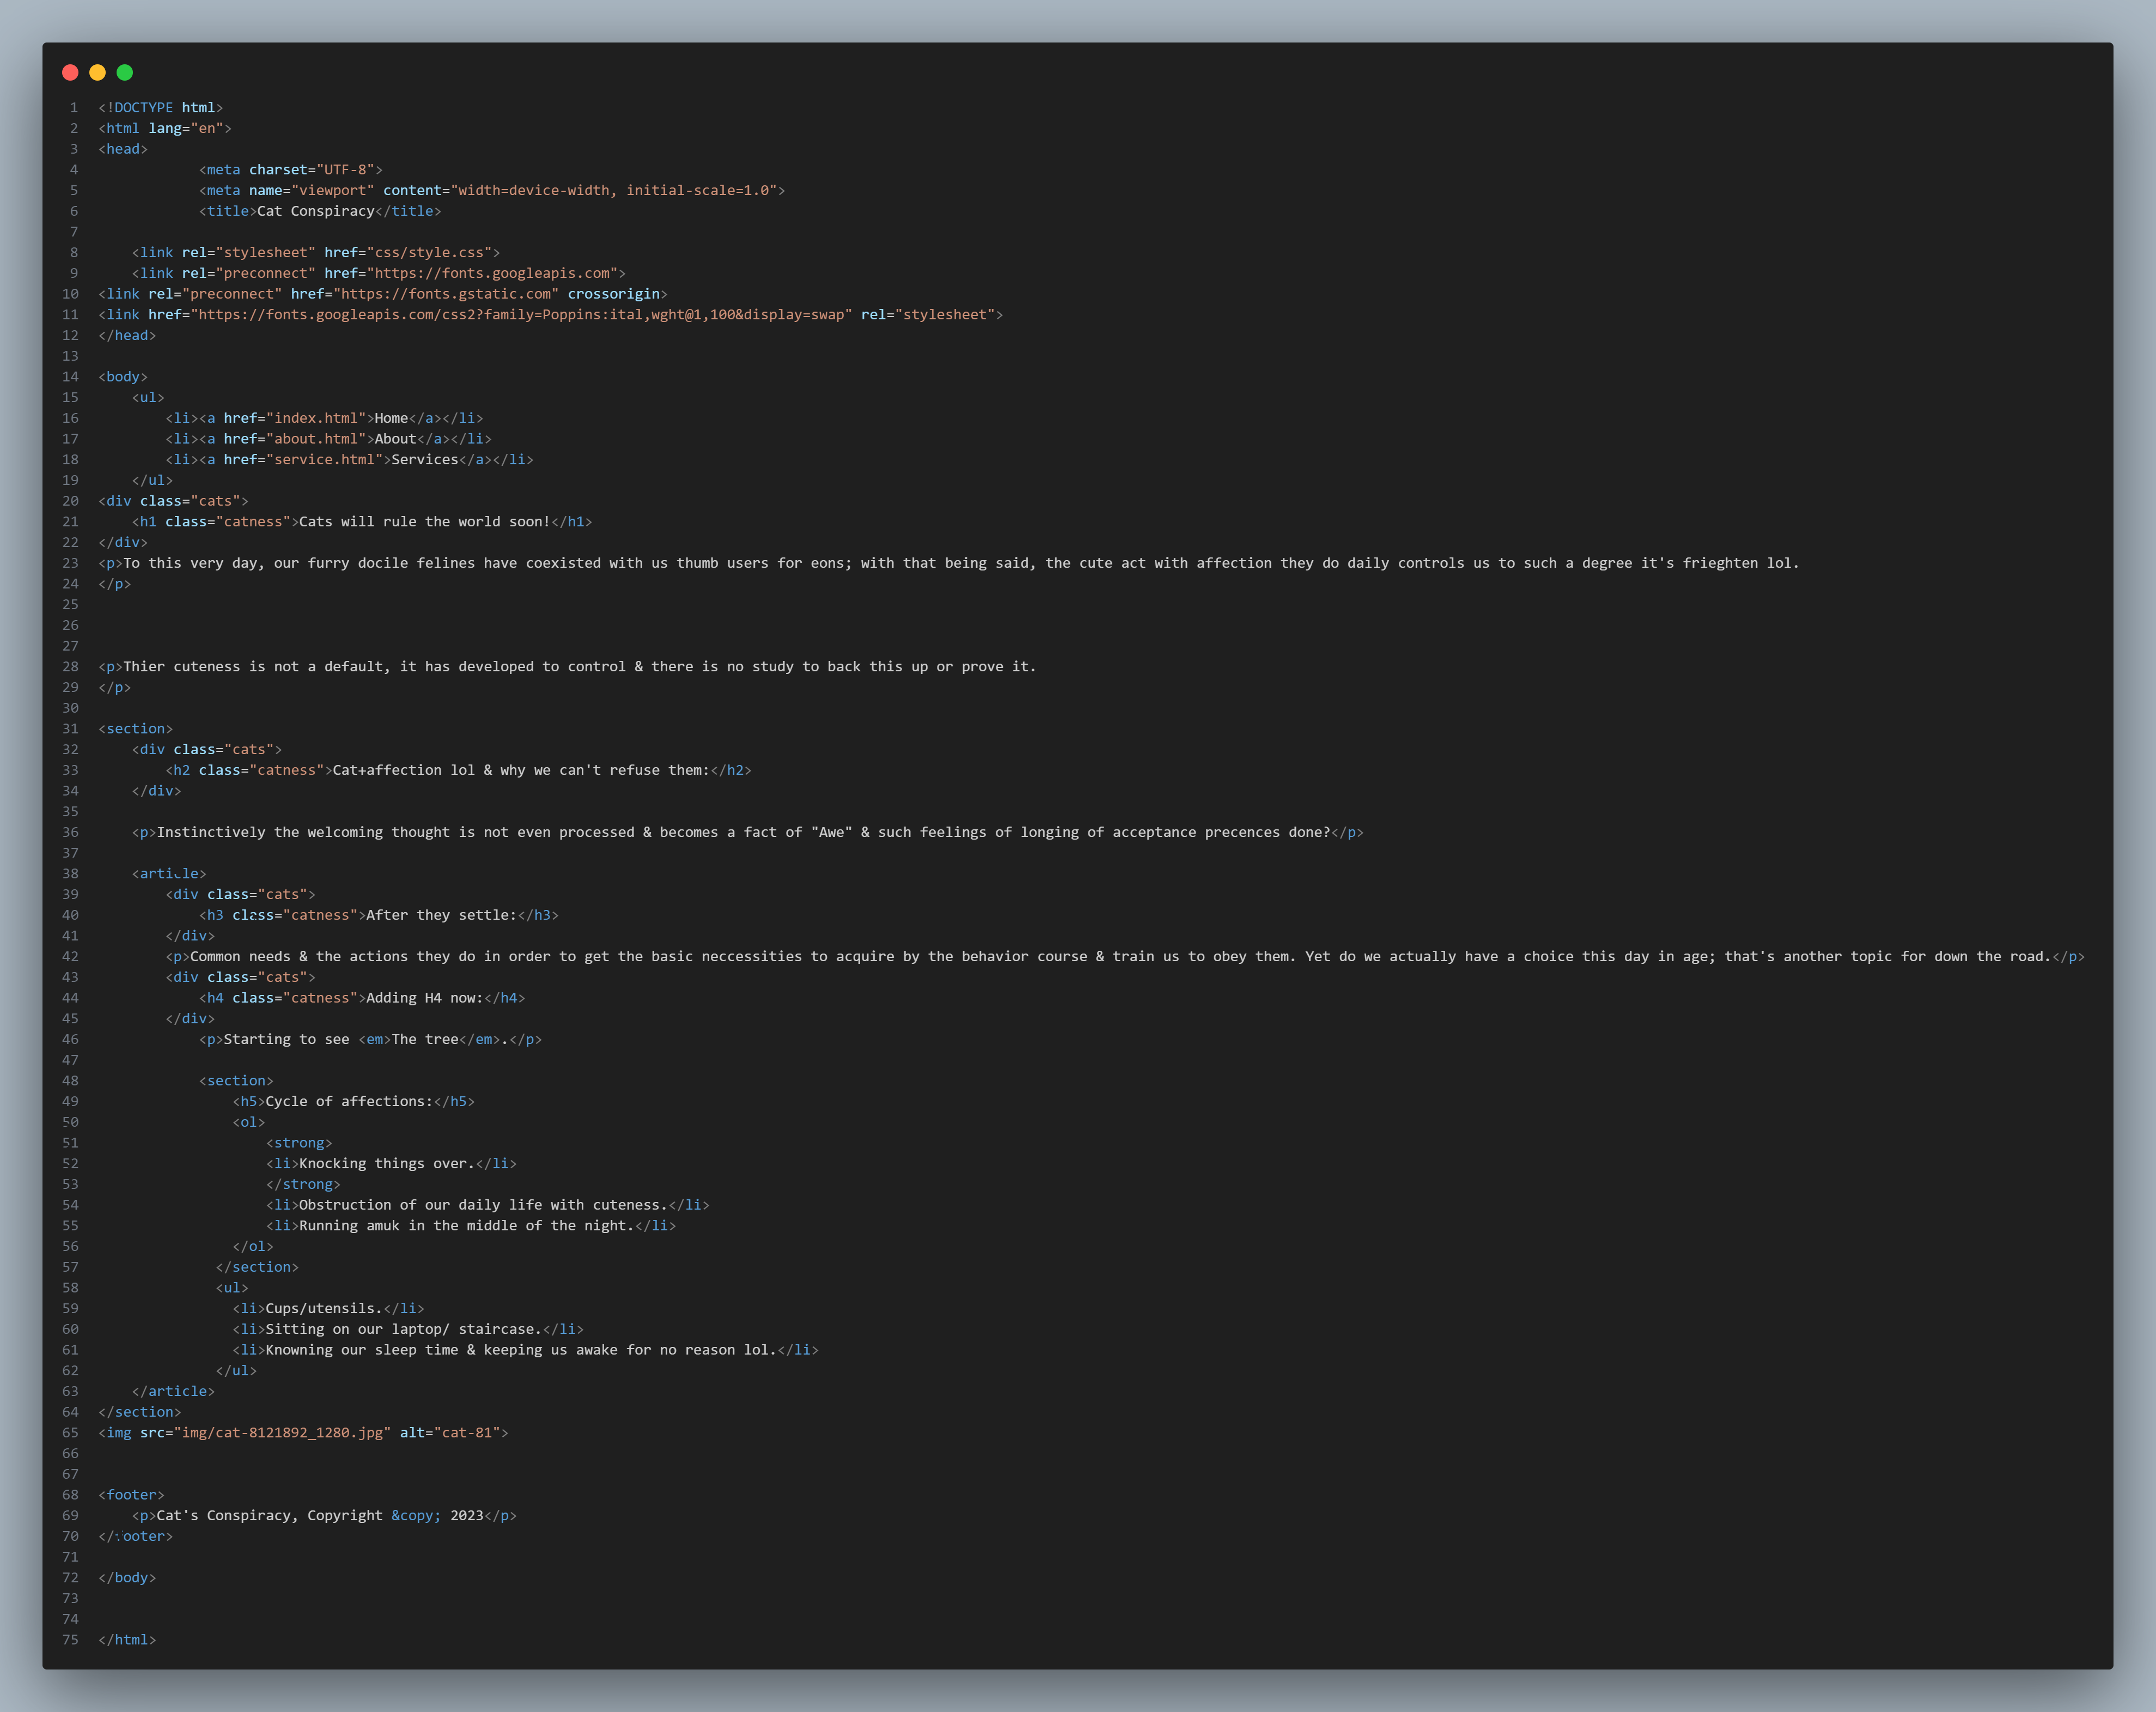 1 <!DOCTYPE html>
2 <html lang="en">
3 <head>
4             <meta charset="UTF-8">
5             <meta name="viewport" content="width=device-width, initial-scale=1.0">
6             <title>Cat Conspiracy</title>
7
8     <link rel="stylesheet" href="css/style.css">
9     <link rel="preconnect" href="https://fonts.googleapis.com">
10 <link rel="preconnect" href="https://fonts.gstatic.com" crossorigin>
11 <link href="https://fonts.googleapis.com/css2?family=Poppins:ital,wght@1,100&display=swap" rel="stylesheet">
12 </head>
13
14 <body>
15     <ul>
16         <li><a href="index.html">Home</a></li>
17         <li><a href="about.html">About</a></li>
18         <li><a href="service.html">Services</a></li>
19     </ul>
20 <div class="cats">
21     <h1 class="catness">Cats will rule the world soon!</h1>
22 </div>
23 <p>To this very day, our furry docile felines have coexisted with us thumb users for eons; with that being said, the cute act with affection they do daily controls us to such a degree it's frieghten lol.
24 </p>
25
26
27
28 <p>Thier cuteness is not a default, it has developed to control & there is no study to back this up or prove it.
29 </p>
30
31 <section>
32     <div class="cats">
33         <h2 class="catness">Cat+affection lol & why we can't refuse them:</h2>
34     </div>
35
36     <p>Instinctively the welcoming thought is not even processed & becomes a fact of "Awe" & such feelings of longing of acceptance precences done?</p>
37
38     <article>
39         <div class="cats">
40             <h3 class="catness">After they settle:</h3>
41         </div>
42         <p>Common needs & the actions they do in order to get the basic neccessities to acquire by the behavior course & train us to obey them. Yet do we actually have a choice this day in age; that's another topic for down the road.</p>
43         <div class="cats">
44             <h4 class="catness">Adding H4 now:</h4>
45         </div>
46             <p>Starting to see <em>The tree</em>.</p>
47
48             <section>
49                 <h5>Cycle of affections:</h5>
50                 <ol>
51                     <strong>
52                     <li>Knocking things over.</li>
53                     </strong>
54                     <li>Obstruction of our daily life with cuteness.</li>
55                     <li>Running amuk in the middle of the night.</li>
56                 </ol>
57               </section>
58               <ul>
59                 <li>Cups/utensils.</li>
60                 <li>Sitting on our laptop/ staircase.</li>
61                 <li>Knowning our sleep time & keeping us awake for no reason lol.</li>
62               </ul>
63     </article>
64 </section>
65 <img src="img/cat-8121892_1280.jpg" alt="cat-81">
66
67
68 <footer>
69     <p>Cat's Conspiracy, Copyright &copy; 2023</p>
70 </footer>
71
72 </body>
73
74
75 </html>